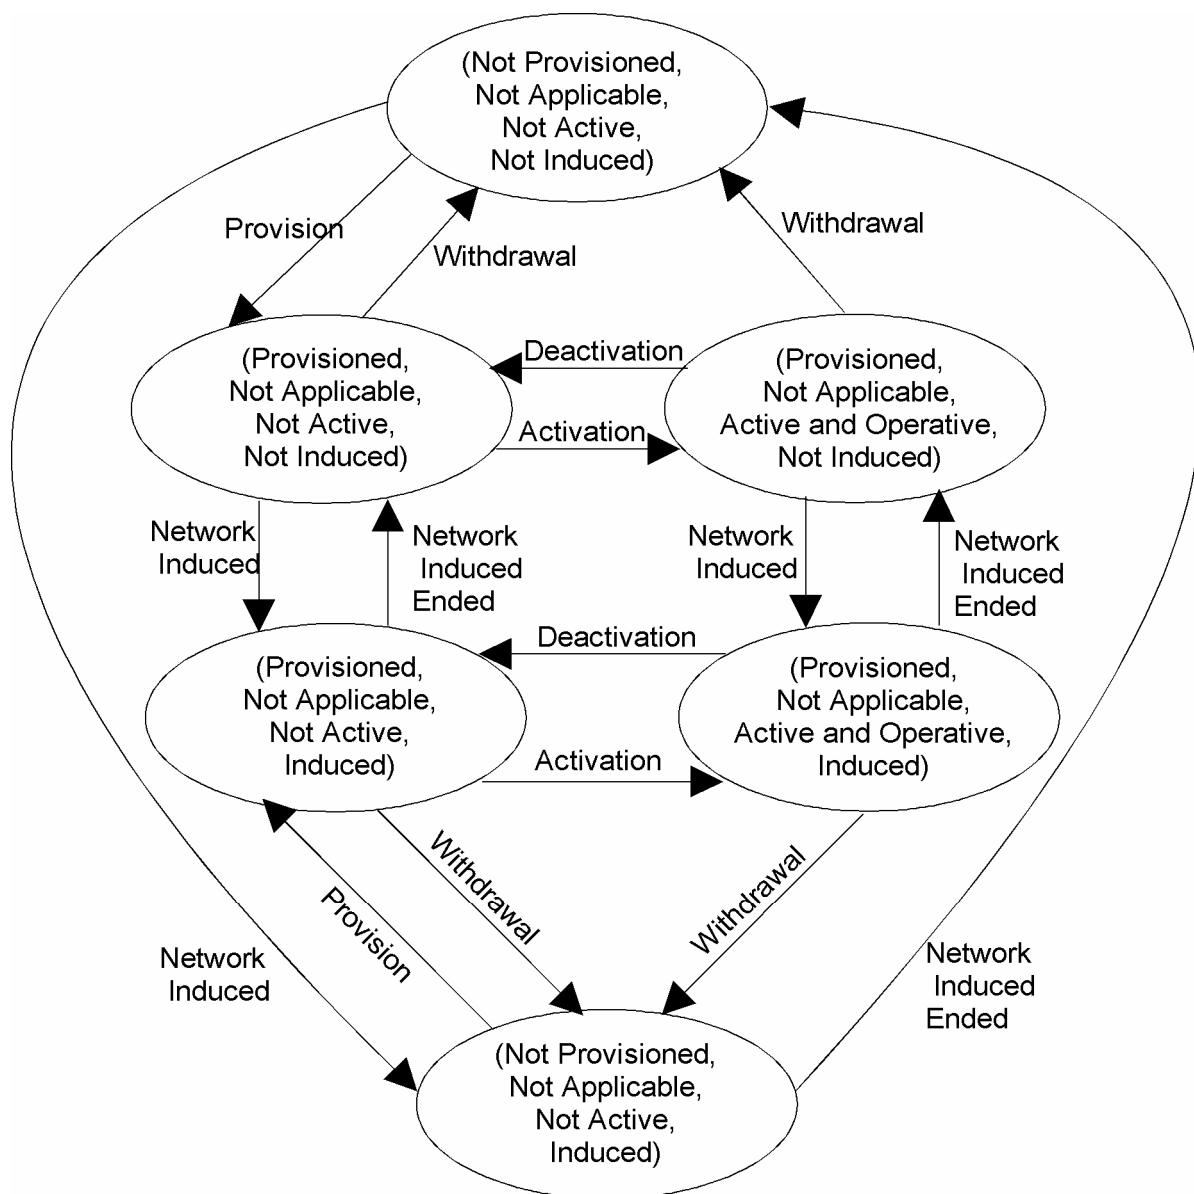 (Not Provisioned,
Not Applicable,
Not Active,
Not Induced)
Provision
Withdrawal
Withdrawal
(Provisioned,
Not Applicable,
Not Active,
Not Induced)
Deactivation
Activation
(Provisioned,
Not Applicable,
Active and Operative,
Not Induced)
Network
Induced
Network
Induced
Ended
Network
Induced
Network
Induced
Ended
(Provisioned,
Not Applicable,
Not Active,
Induced)
Deactivation
Activation
(Provisioned,
Not Applicable,
Active and Operative,
Induced)
Provision
Withdrawal
Withdrawal
Network
Induced
Network
Induced
Ended
(Not Provisioned,
Not Applicable,
Not Active,
Induced)